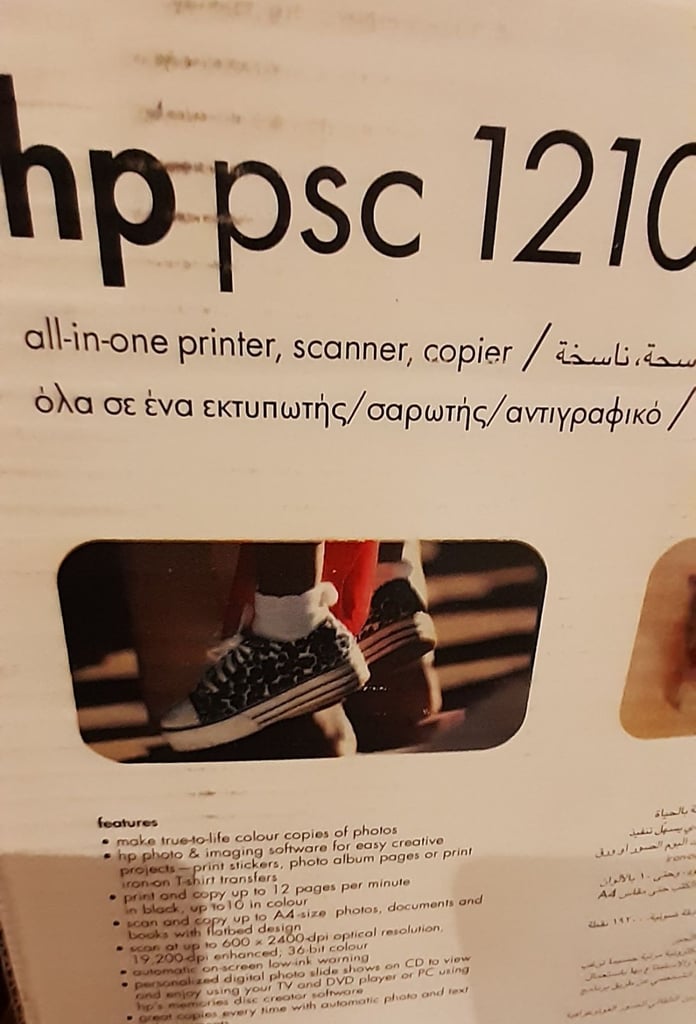 hp psc 1210
all-in-one printer, scanner, copier / ناسخة،
όλα σε ένα εκτυπωτής/σαρωτής/αντιγραφικό /
features
• make true-to-life colour copies of photos
• hp photo & imaging software for easy creative
projects – print stickers, photo album pages or print
iron-on T-shirt transfers
• print and copy up to 12 pages per minute
in black, up to 10 in colour
• scan and copy up to A4-size photos, documents and
books with flatbed design
• scan at up to 600 x 2400-dpi optical resolution,
19,200-dpi enhanced; 36-bit colour
• automatic on-screen low-ink warning
• personalized digital photo slide shows on CD to view
and enjoy using your TV and DVD player or PC using
hp's memories disc creator software
• great copies every time with automatic photo and text
بالحياة